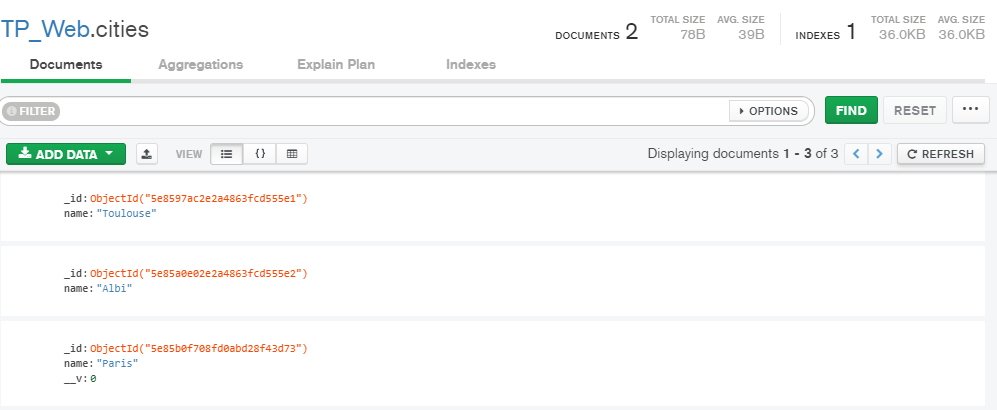 TP_Web.cities
DOCUMENTS 2 TOTAL SIZE 78B AVG. SIZE 39B INDEXES 1 TOTAL SIZE 36.0KB AVG. SIZE 36.0KB
Documents Aggregations Explain Plan Indexes
FILTER OPTIONS FIND RESET ...
ADD DATA VIEW {} Displaying documents 1 - 3 of 3 < > REFRESH
_id: ObjectId("5e8597ac2e2a4863fcd555e1")
name: "Toulouse"
_id: ObjectId("5e85a0e02e2a4863fcd555e2")
name: "Albi"
_id: ObjectId("5e85b0f708fd0abd28f43d73")
name: "Paris"
__v: 0